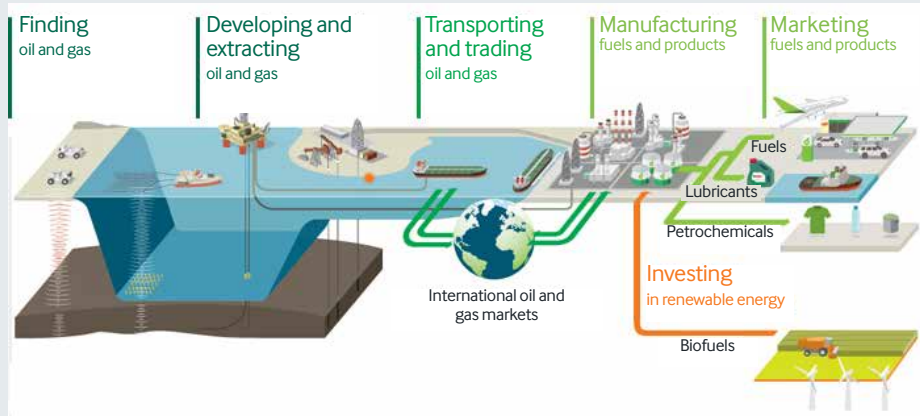 Finding
oil and gas
Developing and
extracting
oil and gas
Transporting
and trading
oil and gas
Manufacturing
fuels and products
Marketing
fuels and products
Fuels
Lubricants
Petrochemicals
International oil and
gas markets
Investing
in renewable energy
Biofuels